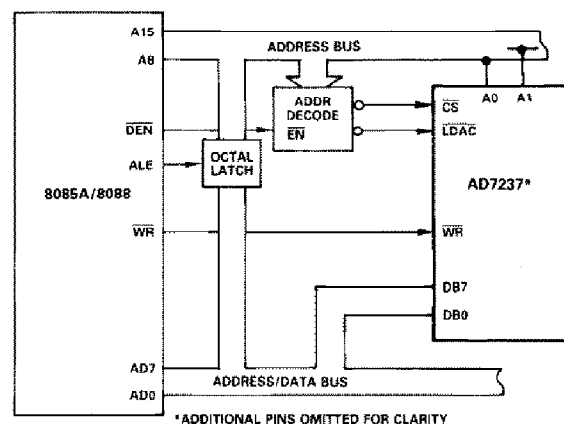 A15
ADDRESS BUS
A8
ADDR
DECODE
EN
A0 A1
CS
LDAC
DEN
ALE
OCTAL
LATCH
8085A/8088
AD7237*
WR
WR
DB7
DB0
AD7
ADDRESS/DATA BUS
AD0
*ADDITIONAL PINS OMITTED FOR CLARITY